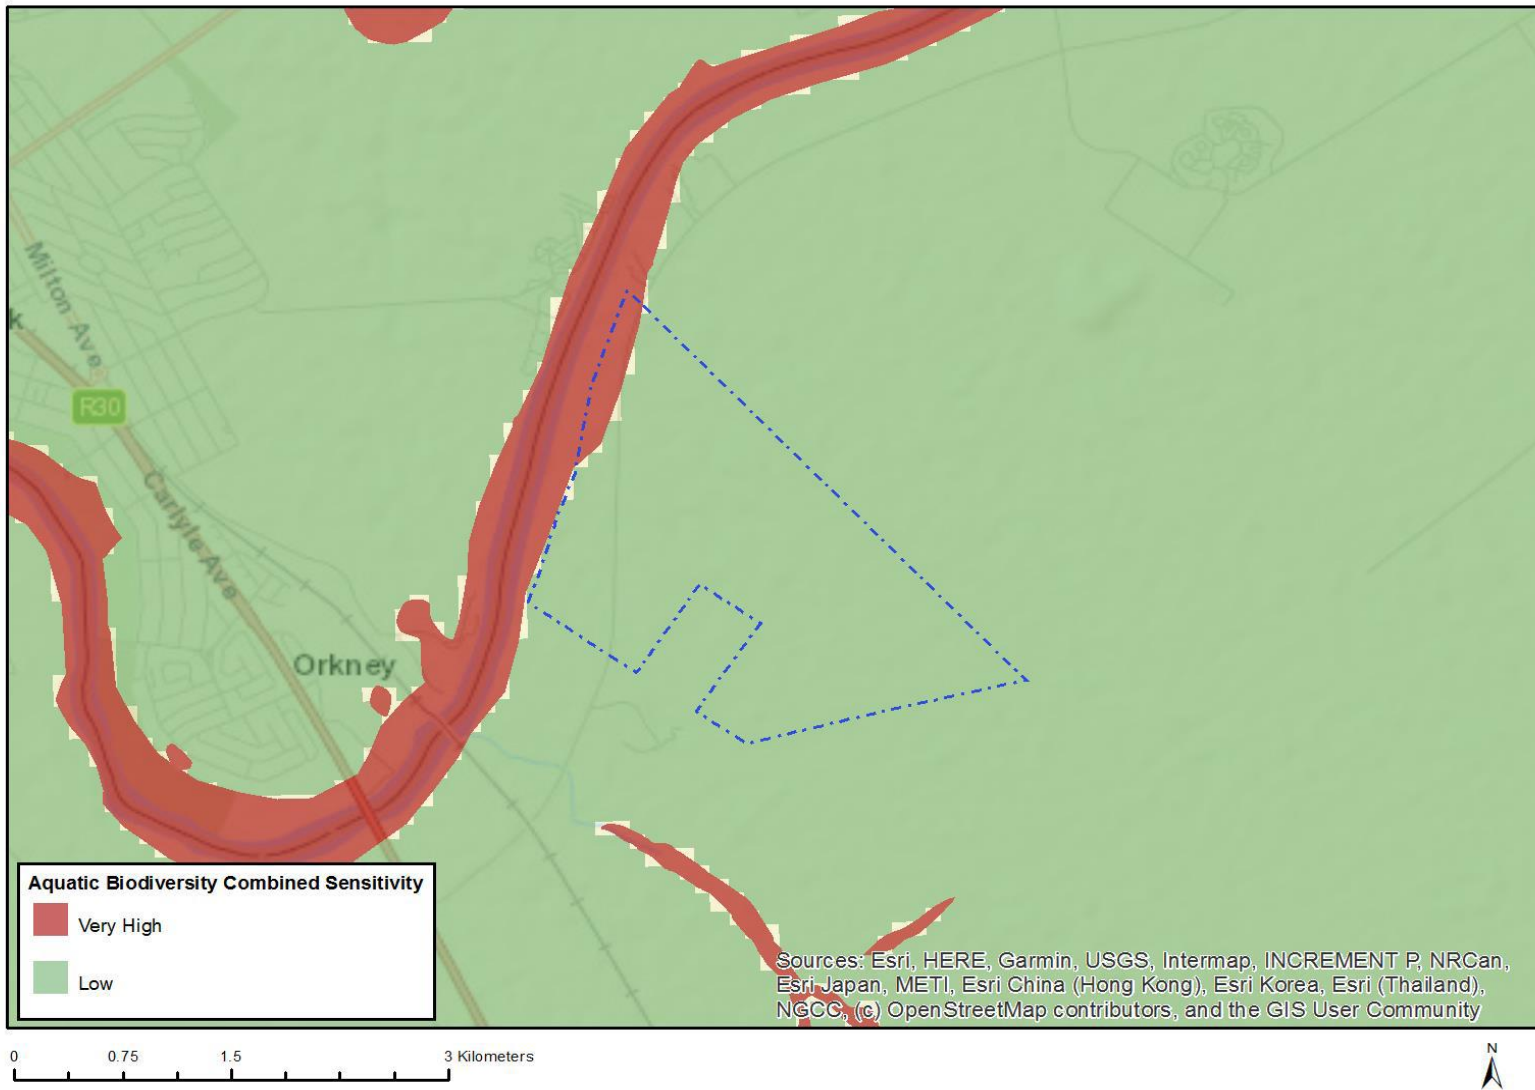 Milton Ave
k
R30
Carlyle Ave
Orkney
Aquatic Biodiversity Combined Sensitivity
Very High
Low
Sources: Esri, HERE, Garmin, USGS, Intermap, INCREMENT P, NRCan,
Esri Japan, METI, Esri China (Hong Kong), Esri Korea, Esri (Thailand),
NGCC, (c) OpenStreetMap contributors, and the GIS User Community
0 0.75 1.5 3 Kilometers
N